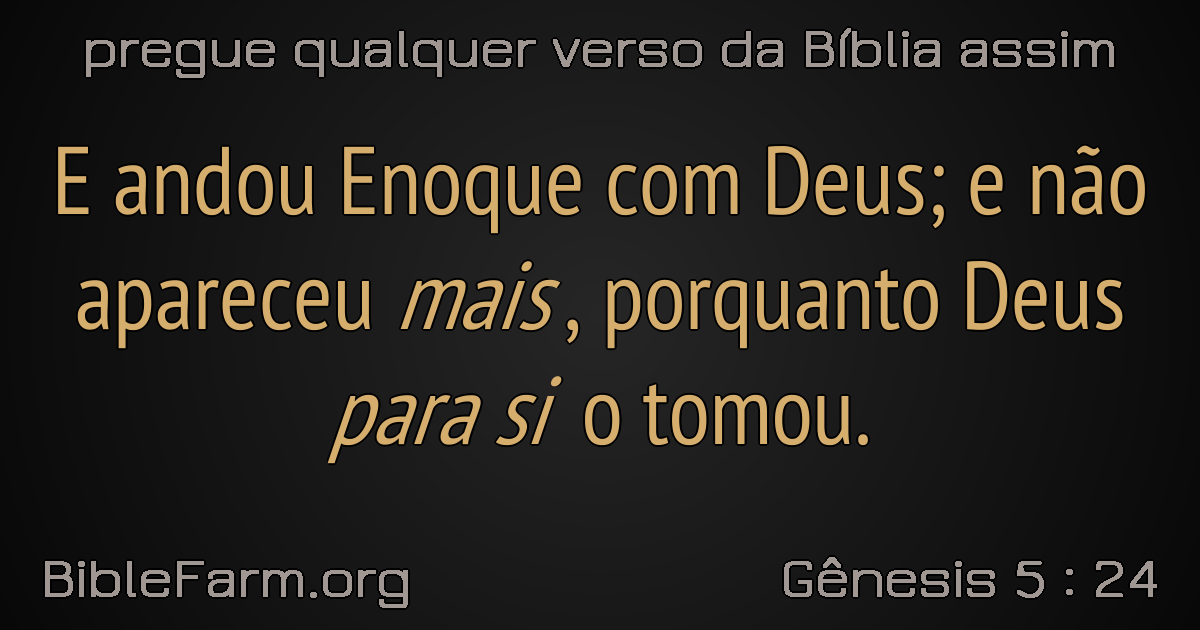 pregue qualquer verso da Bíblia assim
E andou Enoque com Deus; e não
apareceu mais, porquanto Deus
para si o tomou.
BibleFarm.org
Gênesis 5 : 24